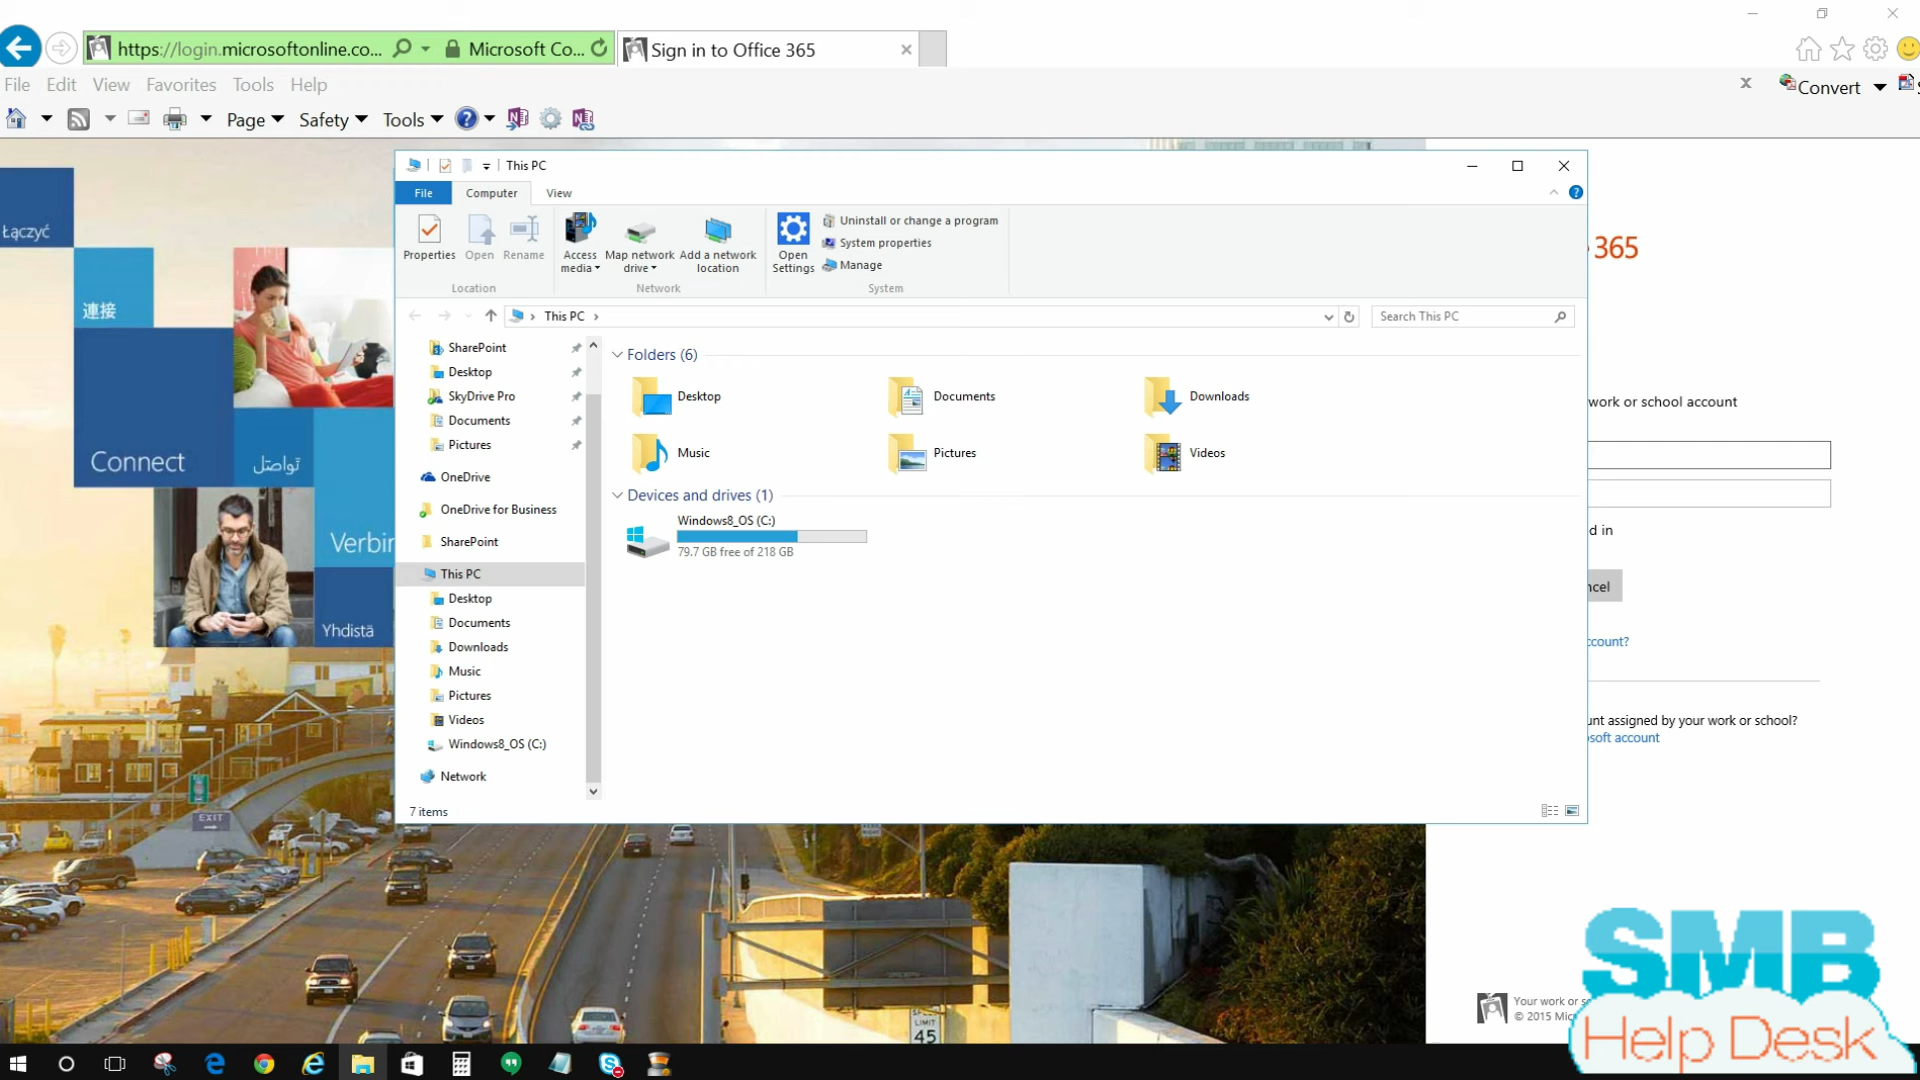 https://login.microsoftonline.co...
Microsoft Co...
Sign in to Office 365
File Edit View Favorites Tools Help
Convert
Page Safety Tools
This PC
File Computer View
Properties
Open
Rename
Access media
Map network drive
Add a network location
Open Settings
Uninstall or change a program
System properties
Manage
Location
Network
System
This PC
Search This PC
SharePoint
Desktop
SkyDrive Pro
Documents
Pictures
OneDrive
OneDrive for Business
SharePoint
This PC
Desktop
Documents
Downloads
Music
Pictures
Videos
Windows8_OS (C:)
Network
7 items
Folders (6)
Desktop
Documents
Downloads
Music
Pictures
Videos
Devices and drives (1)
Windows8_OS (C:)
79.7 GB free of 218 GB
Łączyć
連接
Connect
تواصَل
Verbin
Yhdistä
365
work or school account
d in
ncel
ccount?
unt assigned by your work or school?
soft account
EXIT
SPEED
LIMIT
45
Your work or s
© 2015 Mic
SMB
Help Desk